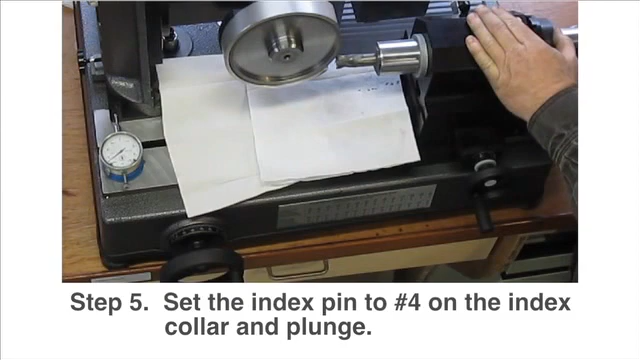 Step 5.  Set the index pin to #4 on the index
collar and plunge.